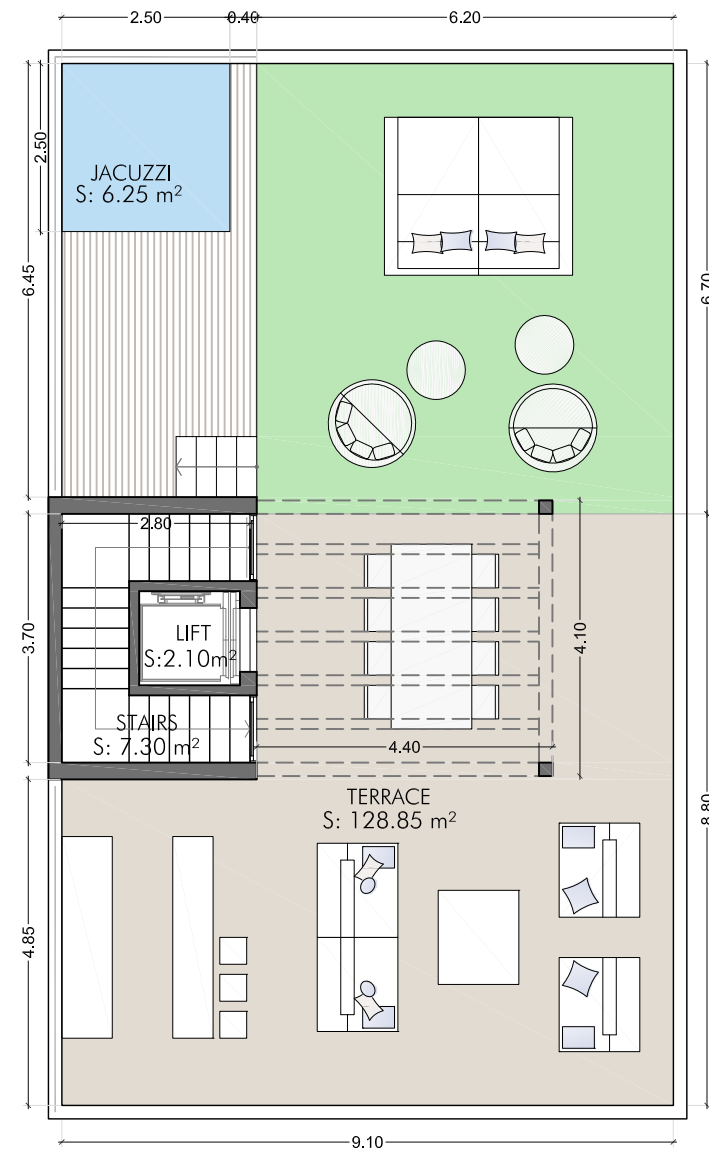 2.50 0.40 6.20
2.50
JACUZZI
S: 6.25 m²
6.45
6.70
2.80
LIFT
S:2.10m²
3.70
4.10
STAIRS
S: 7.30 m²
4.40
TERRACE
S: 128.85 m²
8.80
4.85
9.10